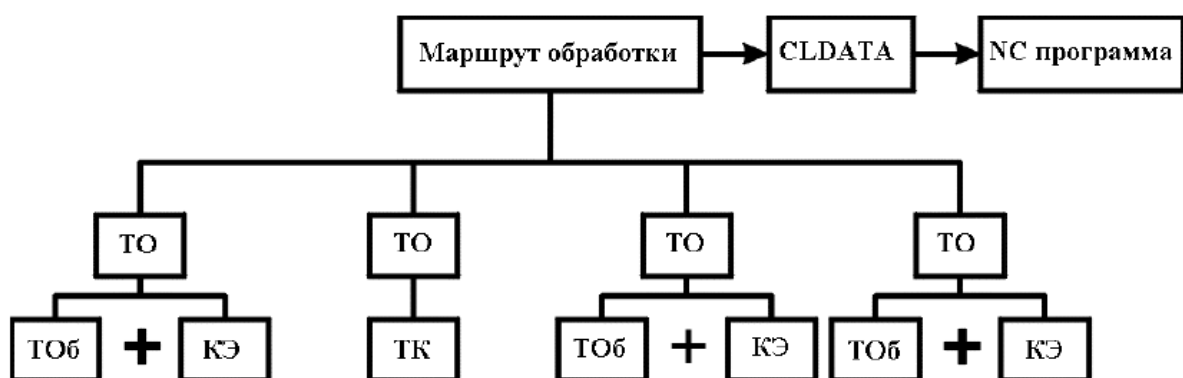 Маршрут обработки
CLDATA
NC программа
ТО
ТО
ТО
ТО
ТОб
+
КЭ
ТК
ТОб
+
КЭ
ТОб
+
КЭ